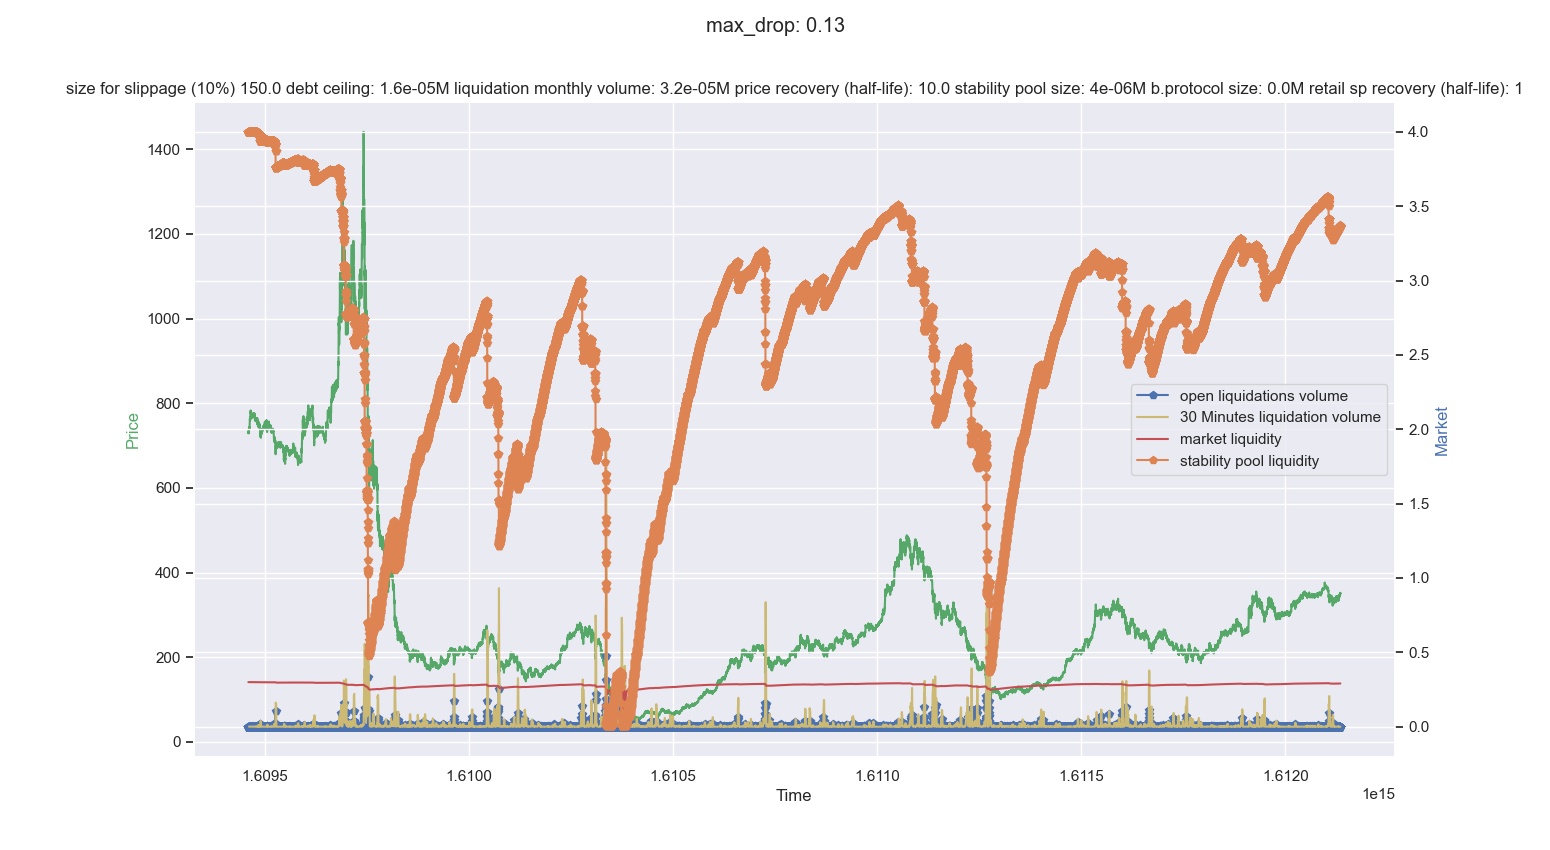 max_drop: 0.13
size for slippage (10%) 150.0 debt ceiling: 1.6e-05M liquidation monthly volume: 3.2e-05M price recovery (half-life): 10.0 stability pool size: 4e-06M b.protocol size: 0.0M retail sp recovery (half-life): 1
1400
1200
1000
800
600
400
200
0
Price
4.0
3.5
3.0
2.5
2.0
1.5
1.0
0.5
0.0
Market
open liquidations volume
30 Minutes liquidation volume
market liquidity
stability pool liquidity
1.6095
1.6100
1.6105
1.6110
1.6115
1.6120
1e15
Time